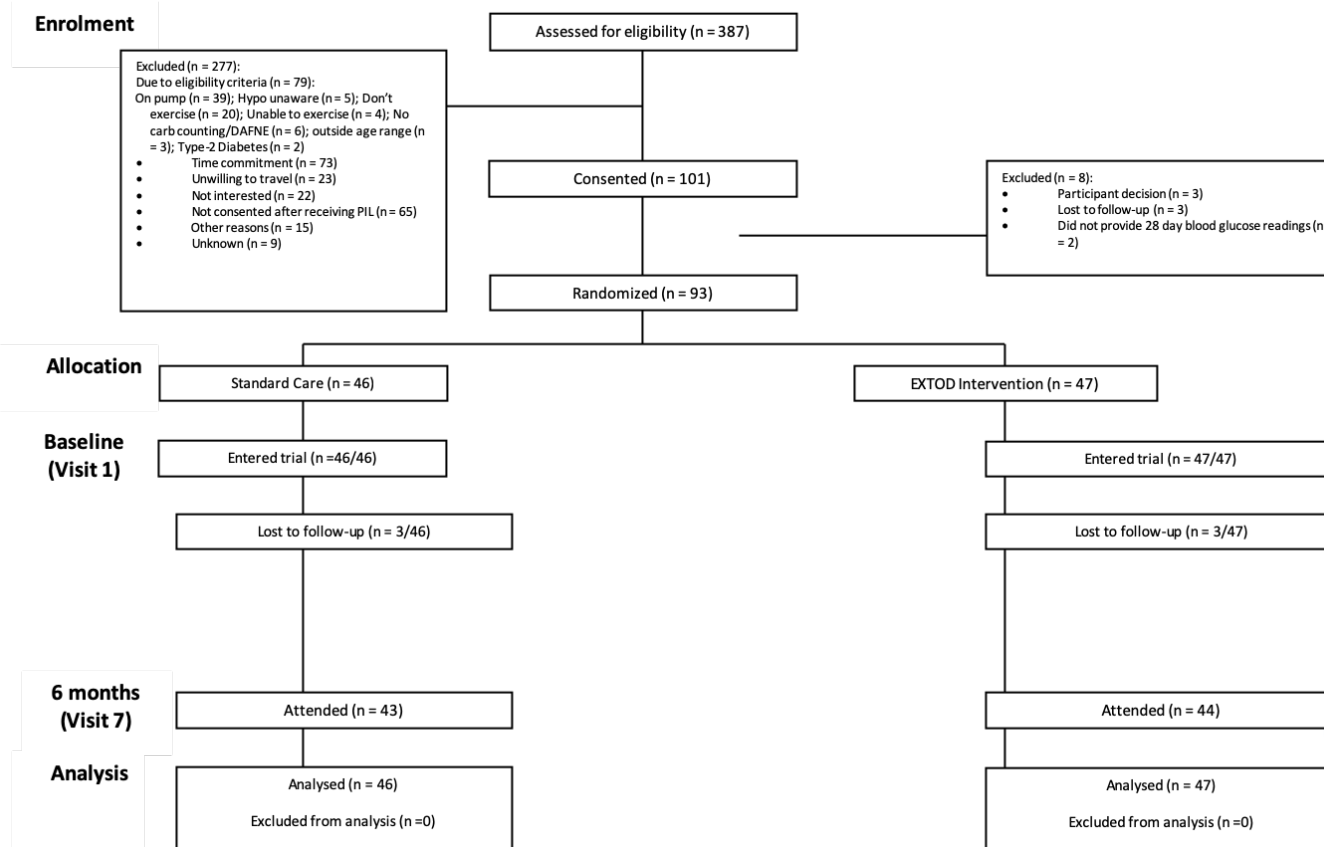 Enrolment
Assessed for eligibility (n = 387)
Excluded (n = 277):
Due to eligibility criteria (n = 79):
On pump (n = 39); Hypo unaware (n = 5); Don't
exercise (n = 20); Unable to exercise (n = 4); No
carb counting/DAFNE (n = 6); outside age range (n
= 3); Type-2 Diabetes (n = 2)
• Time commitment (n = 73)
• Unwilling to travel (n = 23)
• Not interested (n = 22)
• Not consented after receiving PIL (n = 65)
• Other reasons (n = 15)
• Unknown (n = 9)
Consented (n = 101)
Excluded (n = 8):
• Participant decision (n = 3)
• Lost to follow-up (n = 3)
• Did not provide 28 day blood glucose readings (n
= 2)
Randomized (n = 93)
Allocation
Standard Care (n = 46)
EXTOD Intervention (n = 47)
Baseline
(Visit 1)
Entered trial (n =46/46)
Entered trial (n = 47/47)
Lost to follow-up (n = 3/46)
Lost to follow-up (n = 3/47)
6 months
(Visit 7)
Attended (n = 43)
Attended (n = 44)
Analysis
Analysed (n = 46)
Excluded from analysis (n =0)
Analysed (n = 47)
Excluded from analysis (n =0)